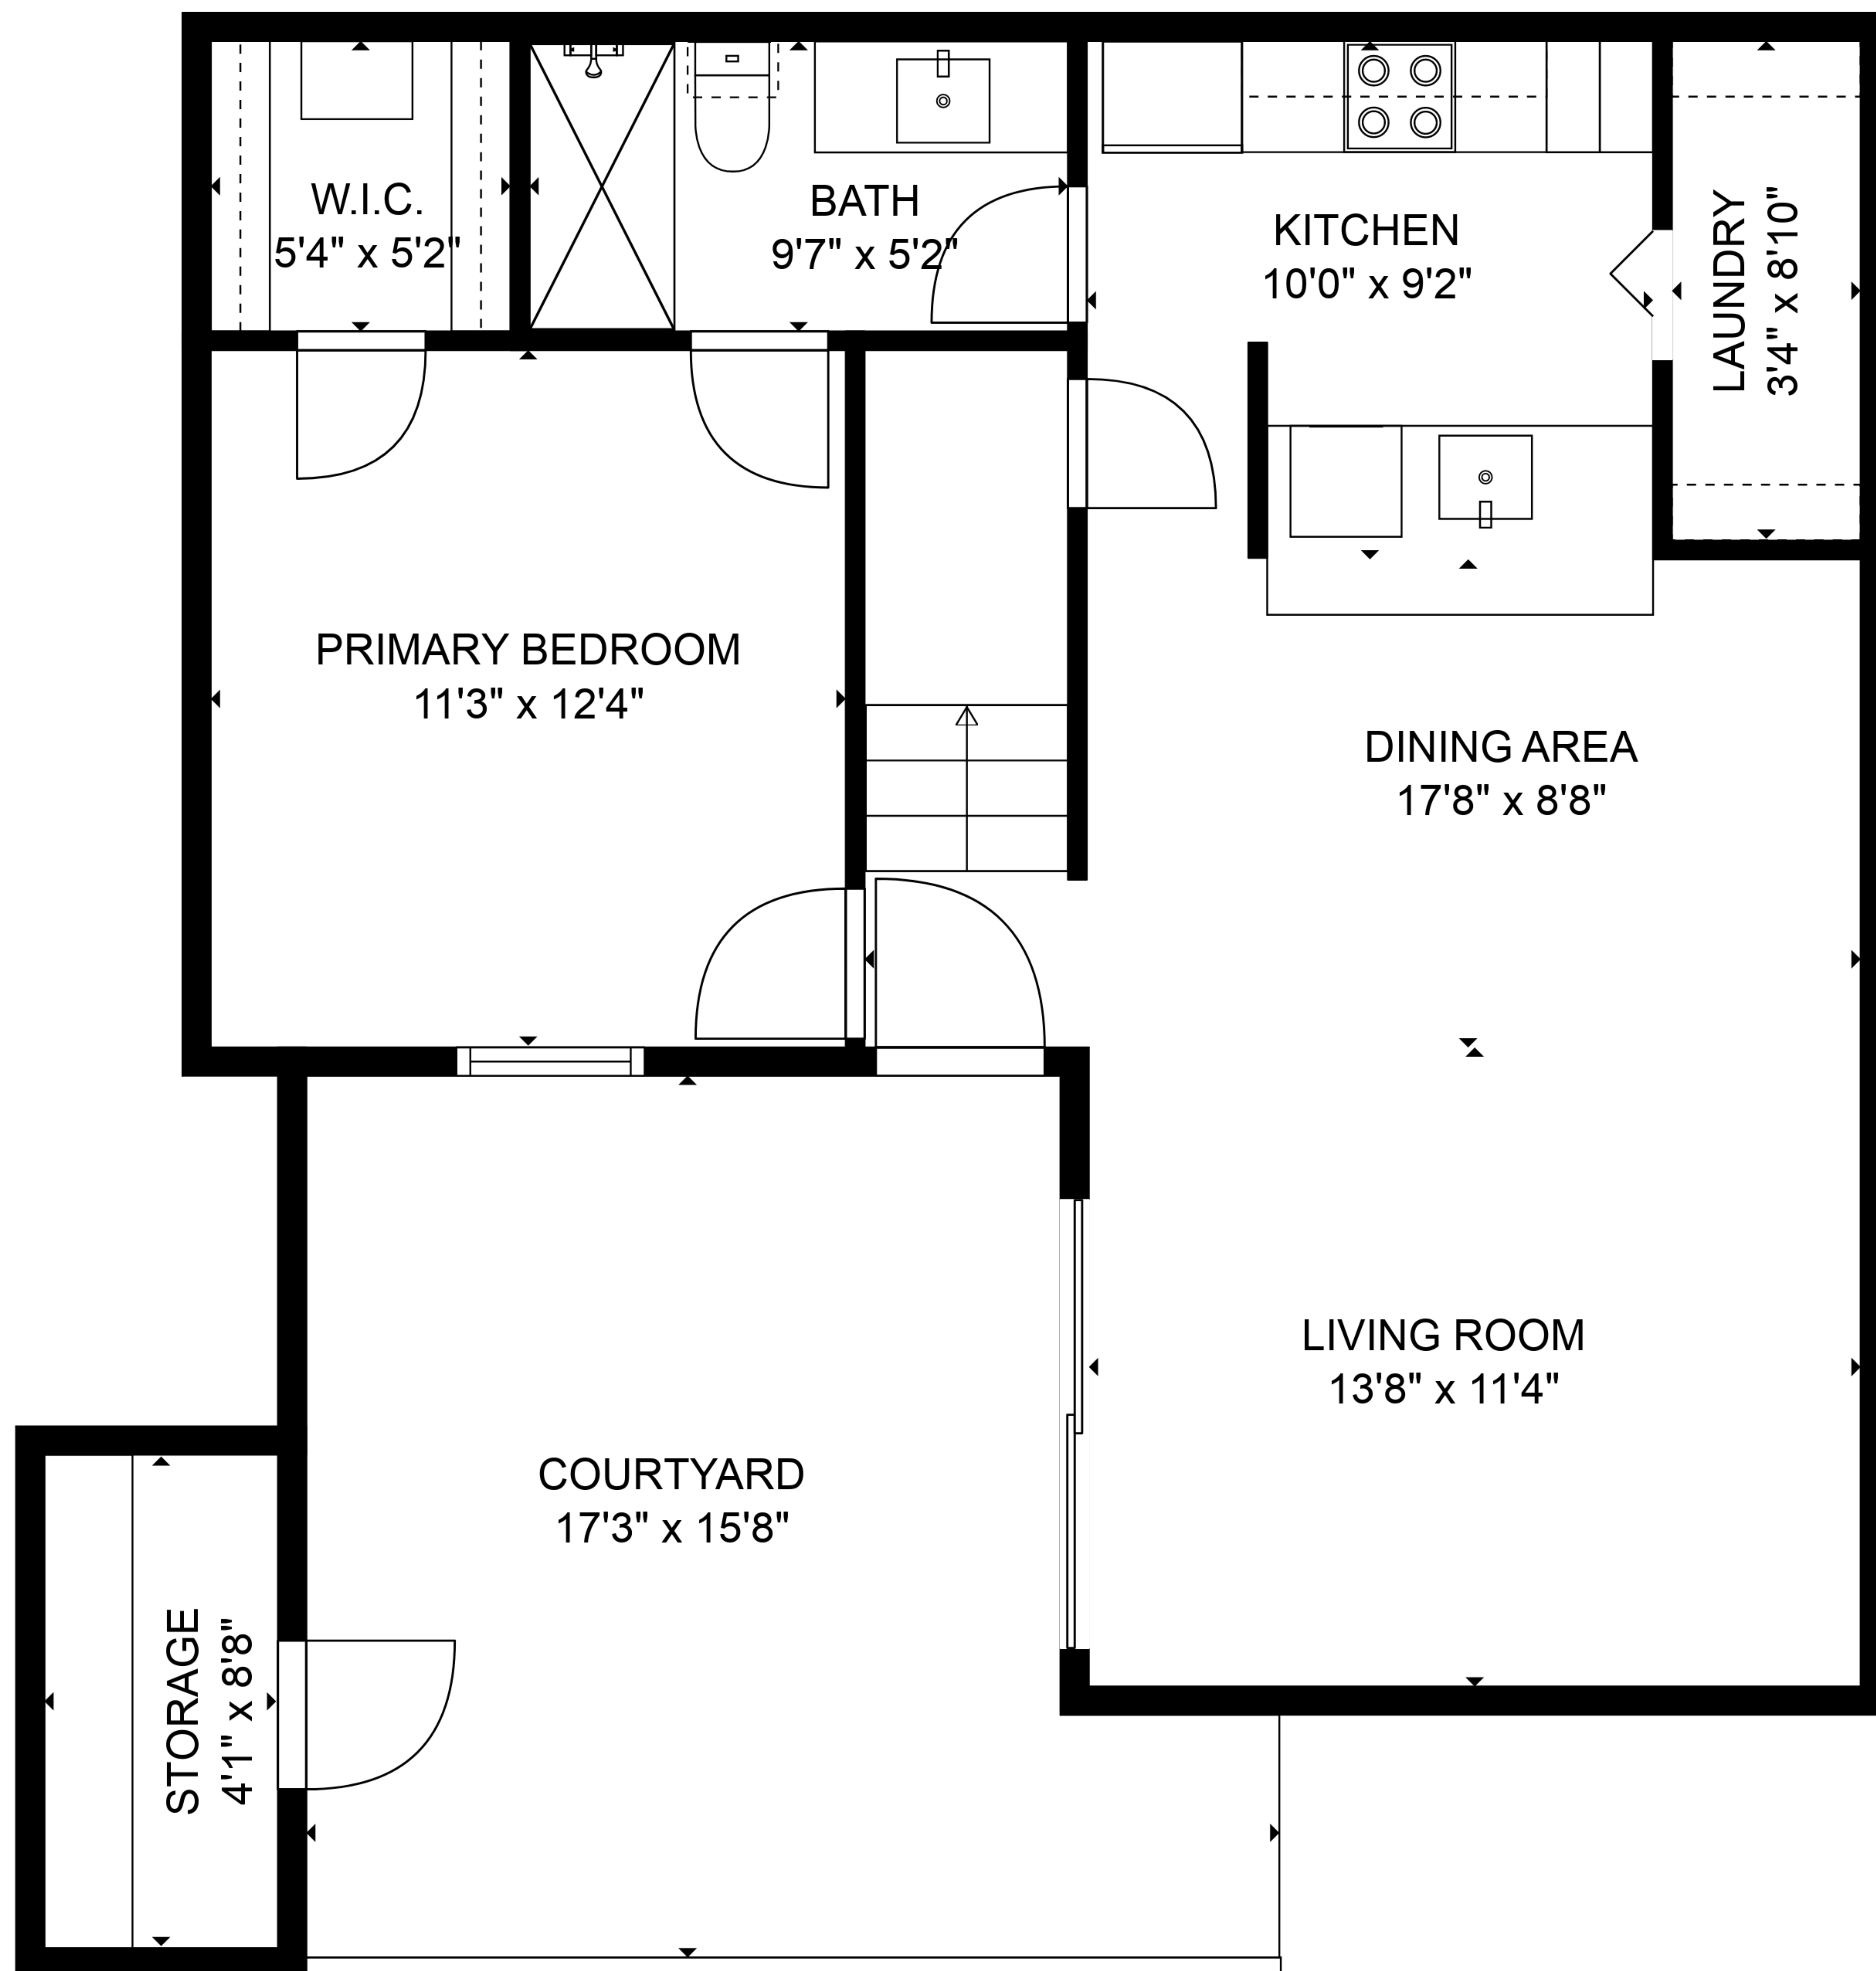 W.I.C.
5'4" x 5'2"
BATH
9'7" x 5'2"
KITCHEN
10'0" x 9'2"
LAUNDRY
3'4" x 8'10"
PRIMARY BEDROOM
11'3" x 12'4"
DINING AREA
17'8" x 8'8"
LIVING ROOM
13'8" x 11'4"
COURTYARD
17'3" x 15'8"
STORAGE
4'1" x 8'8"